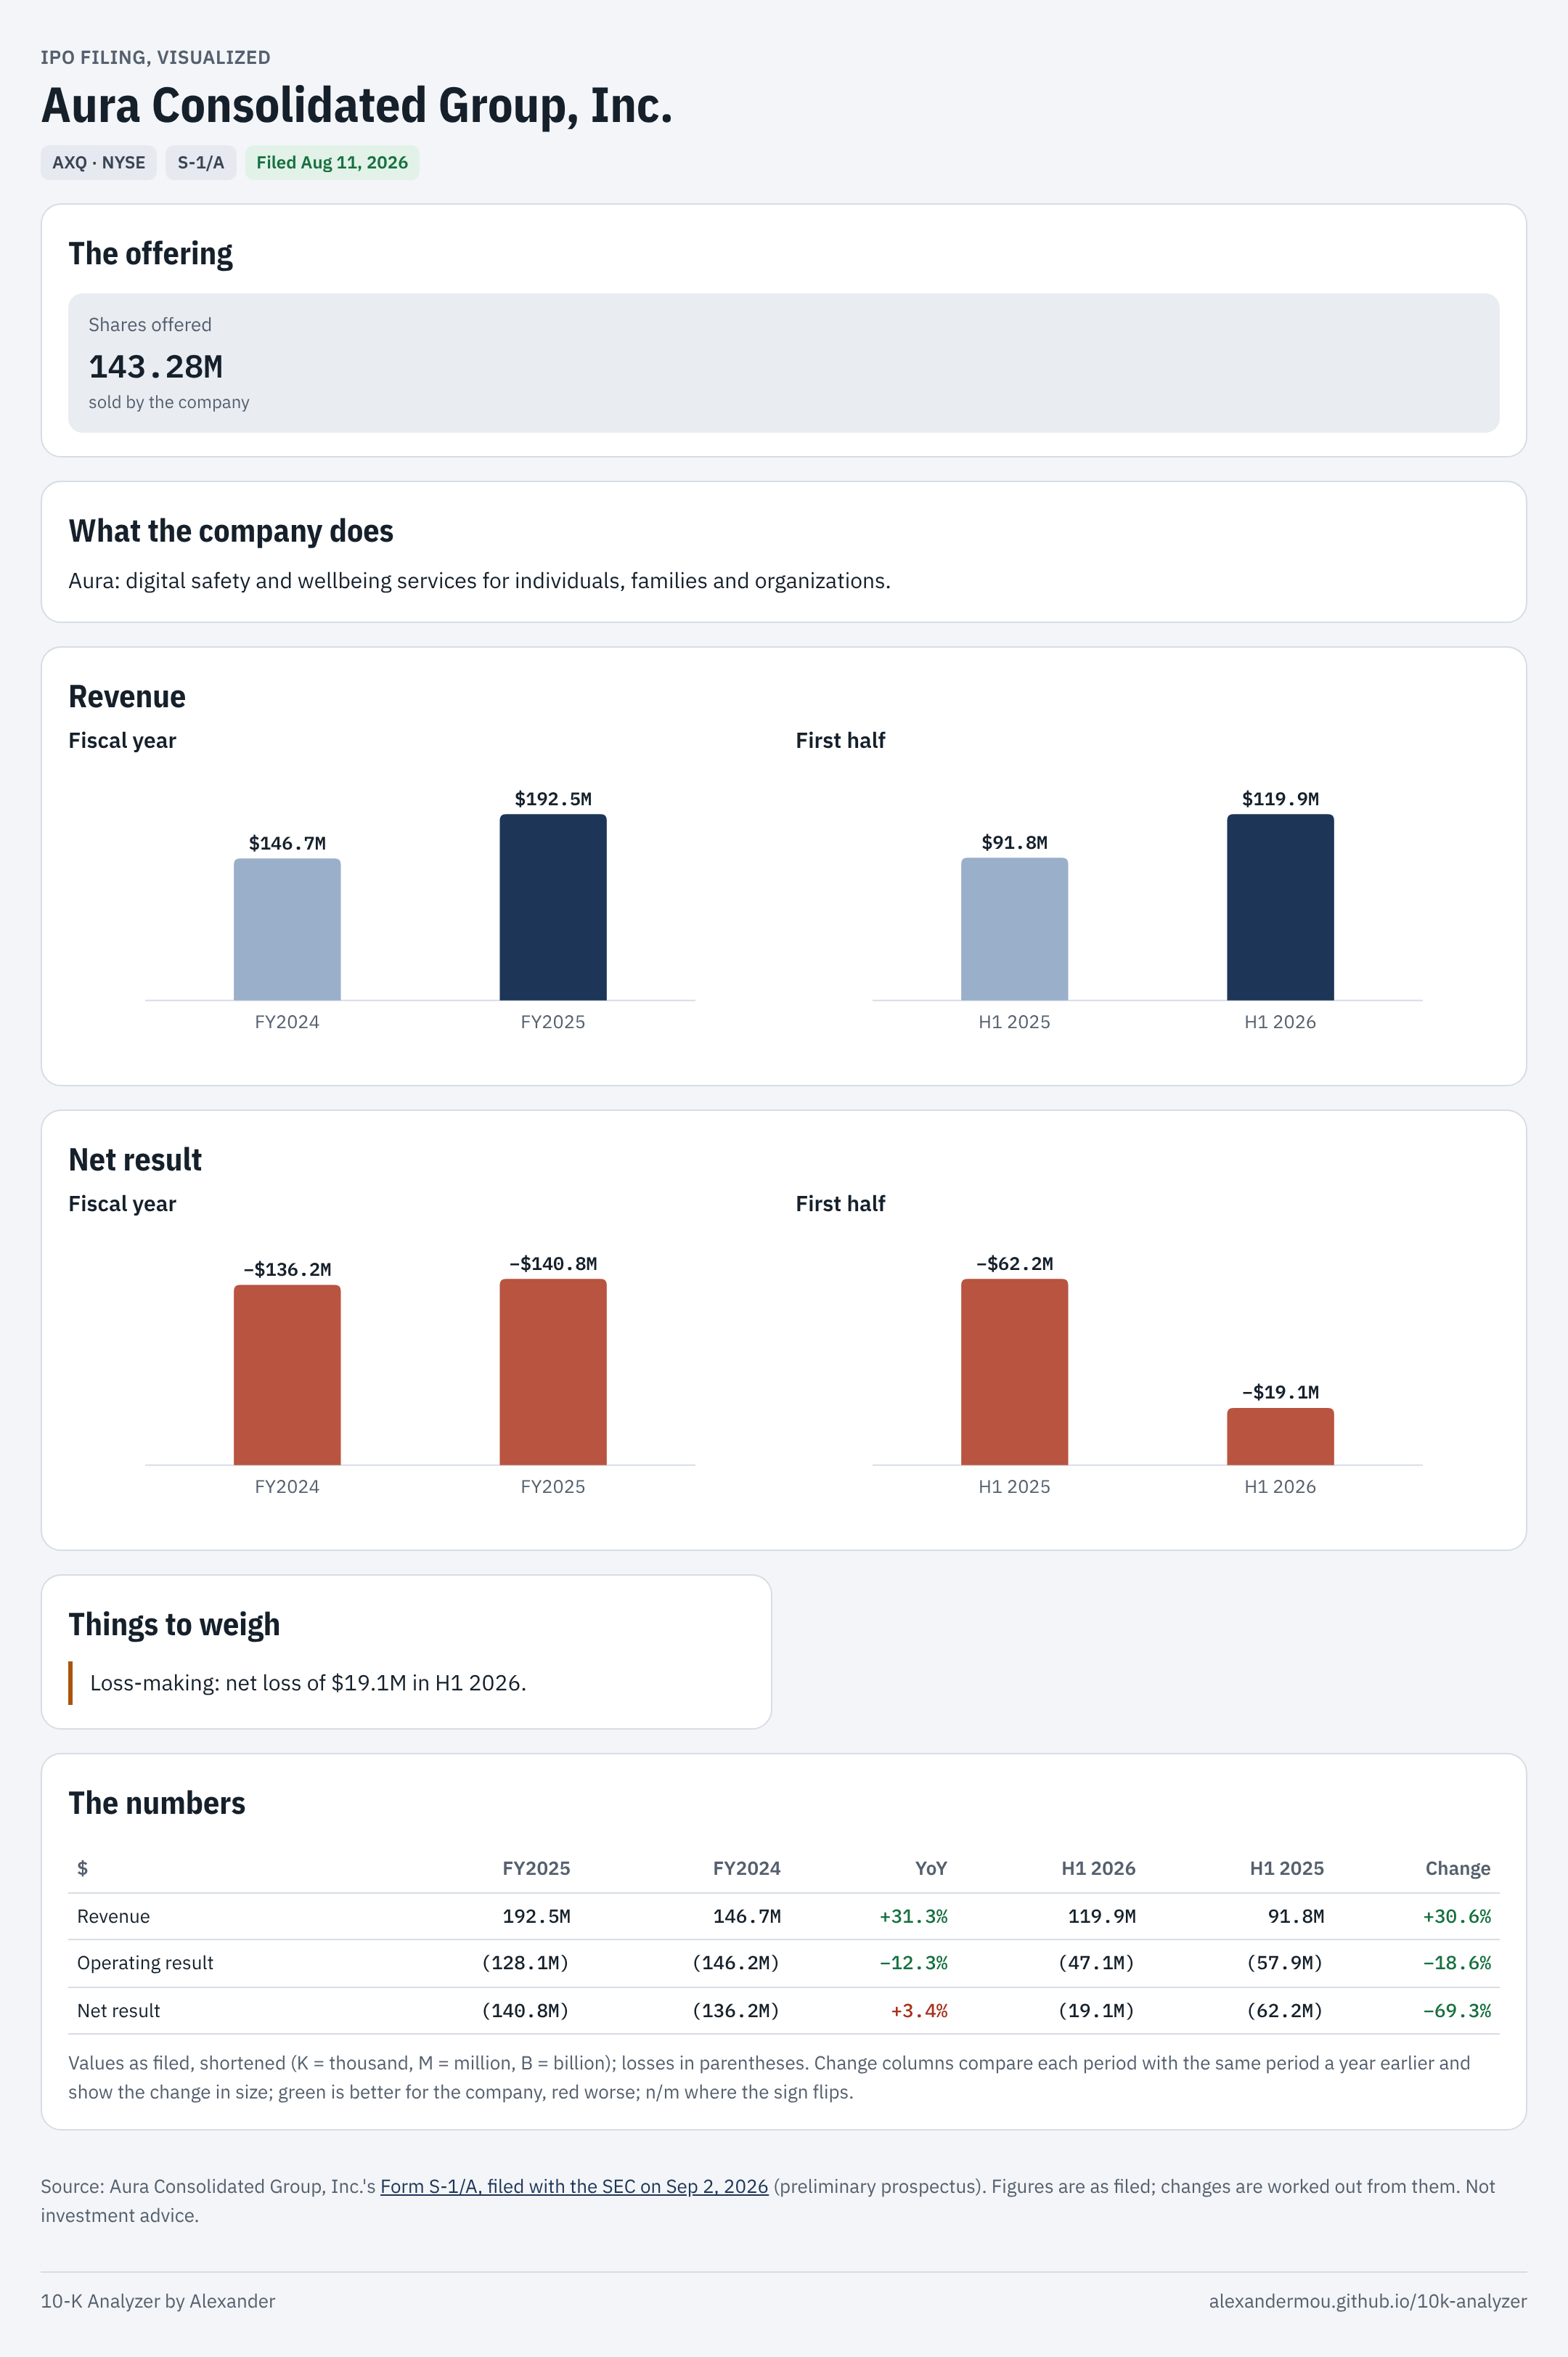 IPO FILING, VISUALIZED
Aura Consolidated Group, Inc.
AXQ · NYSE S-1/A Filed Aug 11, 2026
The offering
Shares offered
143.28M
sold by the company
What the company does
Aura: digital safety and wellbeing services for individuals, families and organizations.
Revenue
Fiscal year
$146.7M $192.5M
FY2024 FY2025
First half
$91.8M $119.9M
H1 2025 H1 2026
Net result
Fiscal year
−$136.2M −$140.8M
FY2024 FY2025
First half
−$62.2M −$19.1M
H1 2025 H1 2026
Things to weigh
Loss-making: net loss of $19.1M in H1 2026.
The numbers
$ FY2025 FY2024 YoY H1 2026 H1 2025 Change
Revenue 192.5M 146.7M +31.3% 119.9M 91.8M +30.6%
Operating result (128.1M) (146.2M) −12.3% (47.1M) (57.9M) −18.6%
Net result (140.8M) (136.2M) +3.4% (19.1M) (62.2M) −69.3%
Values as filed, shortened (K = thousand, M = million, B = billion); losses in parentheses. Change columns compare each period with the same period a year earlier and
show the change in size; green is better for the company, red worse; n/m where the sign flips.
Source: Aura Consolidated Group, Inc.'s Form S-1/A, filed with the SEC on Sep 2, 2026 (preliminary prospectus). Figures are as filed; changes are worked out from them. Not
investment advice.
10-K Analyzer by Alexander alexandermou.github.io/10k-analyzer